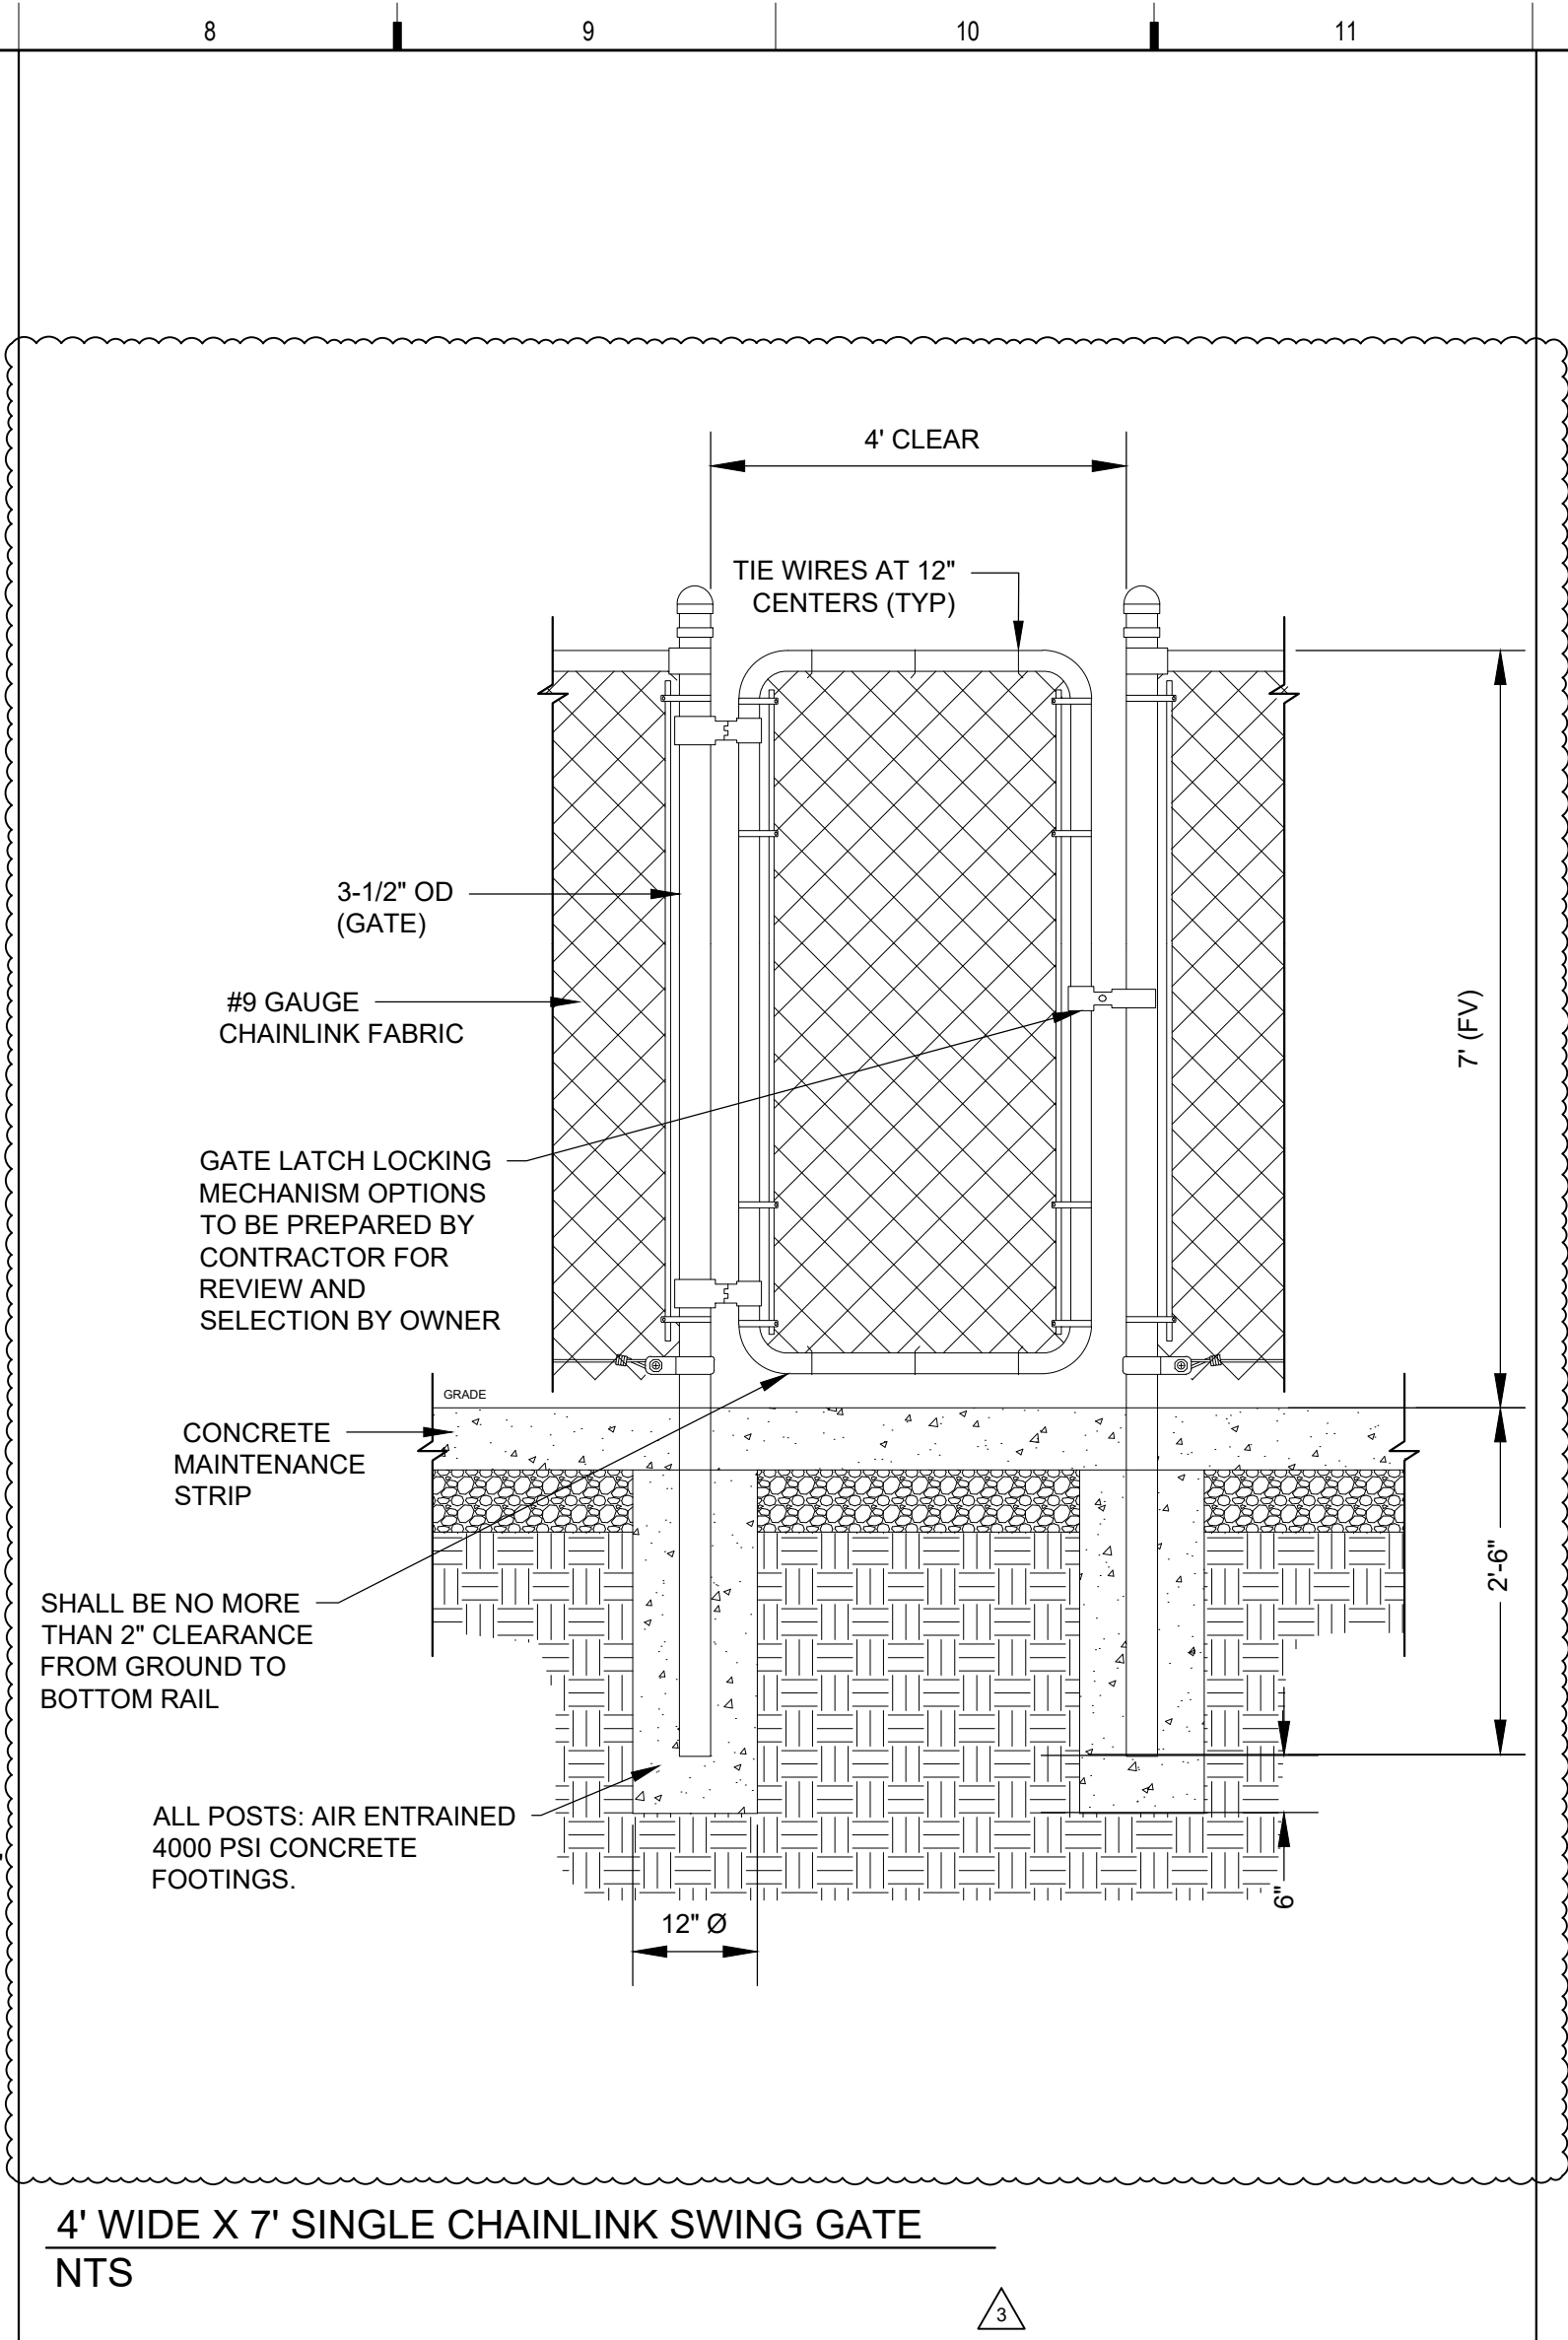 8
9
10
11
4' CLEAR
TIE WIRES AT 12"
CENTERS (TYP)
3-1/2" OD
(GATE)
#9 GAUGE
CHAINLINK FABRIC
7' (FV)
GATE LATCH LOCKING
MECHANISM OPTIONS
TO BE PREPARED BY
CONTRACTOR FOR
REVIEW AND
SELECTION BY OWNER
GRADE
CONCRETE
MAINTENANCE
STRIP
2'-6"
SHALL BE NO MORE
THAN 2" CLEARANCE
FROM GROUND TO
BOTTOM RAIL
ALL POSTS: AIR ENTRAINED
4000 PSI CONCRETE
FOOTINGS.
6"
12" Ø
4' WIDE X 7' SINGLE CHAINLINK SWING GATE
NTS
3